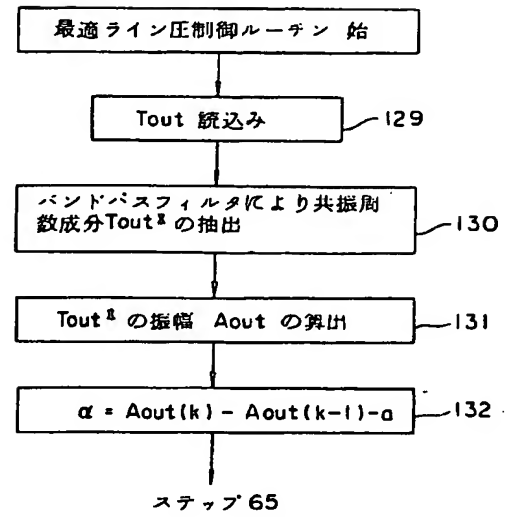 最適ライン圧制御ルーチン 始
Tout 読込み
129
バンドパスフィルタにより共振周
数成分Tout※ の抽出
130
Tout※ の振幅 Aout の算出
131
α = Aout(k) - Aout(k-1)-a
132
ステップ65